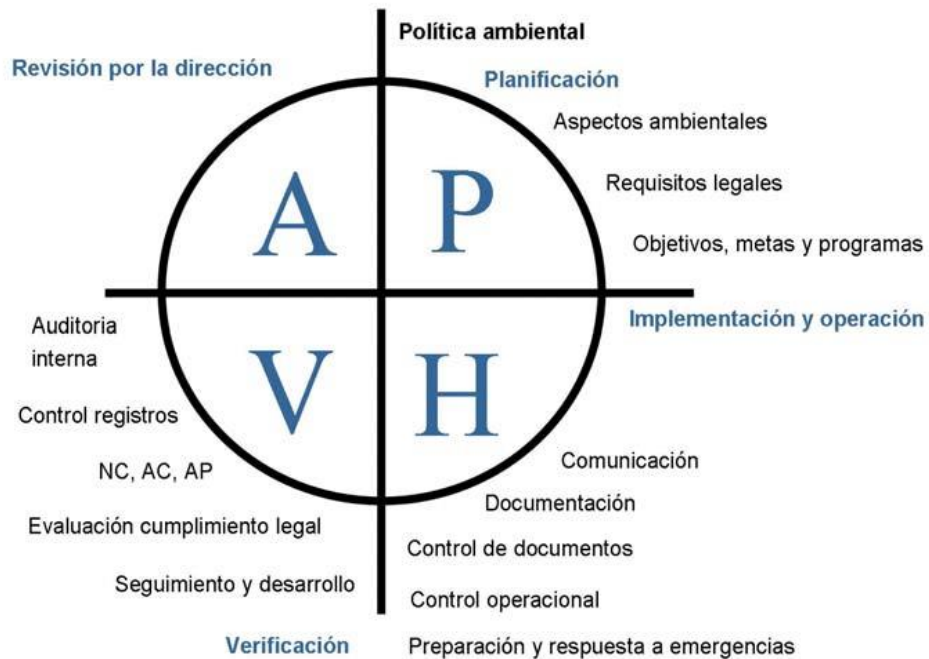 Política ambiental
Revisión por la dirección
Planificación
Aspectos ambientales
Requisitos legales
Objetivos, metas y programas
A
P
Implementación y operación
V
H
Auditoria
interna
Control registros
NC, AC, AP
Evaluación cumplimiento legal
Seguimiento y desarrollo
Verificación
Comunicación
Documentación
Control de documentos
Control operacional
Preparación y respuesta a emergencias